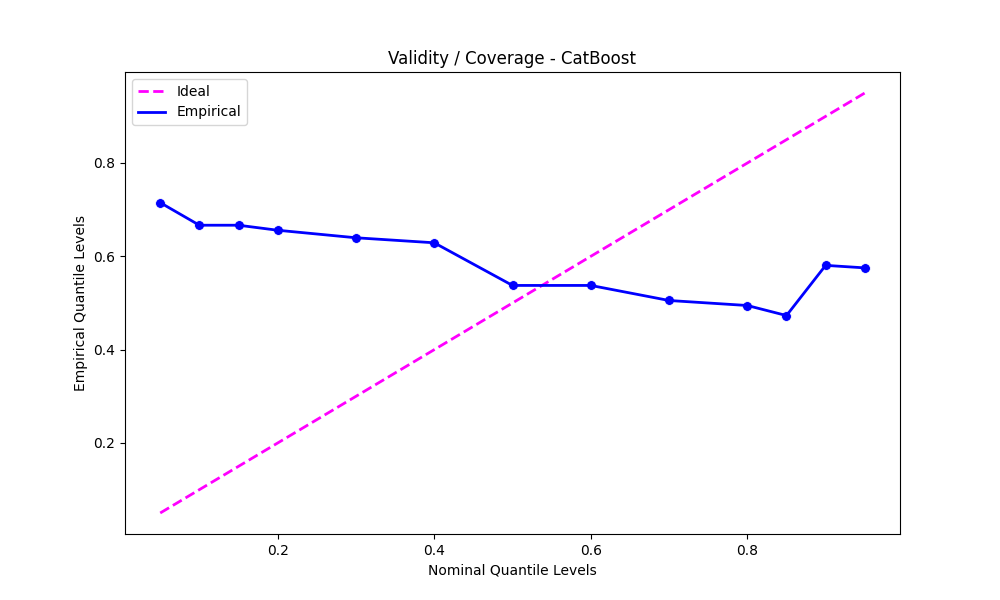 Validity / Coverage - CatBoost
Ideal
Empirical
Empirical Quantile Levels
0.8
0.6
0.4
0.2
0.2
0.4
0.6
0.8
Nominal Quantile Levels